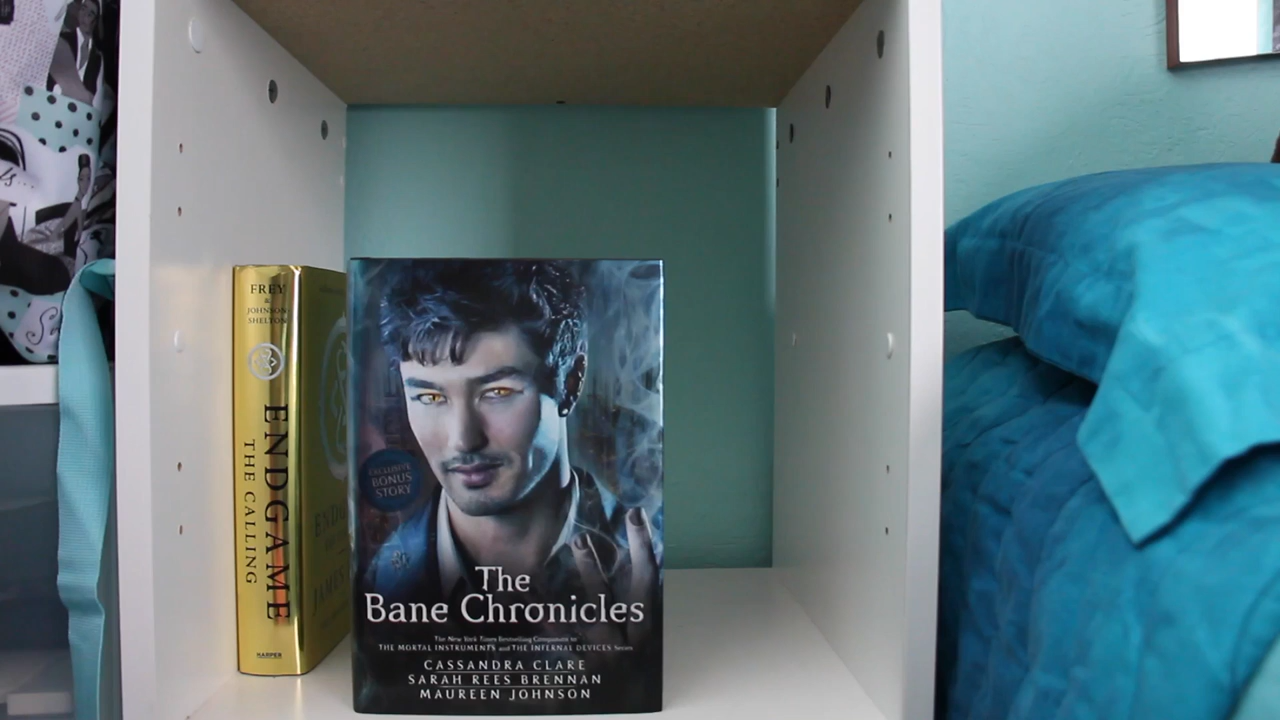 FREY
&
JOHNSON-
SHELTON
ENDGAME
THE CALLING
HARPER
EXCLUSIVE
BONUS
STORY
The
Bane Chronicles
The New York Times Bestselling Companion to
THE MORTAL INSTRUMENTS and THE INFERNAL DEVICES Series
CASSANDRA CLARE
SARAH REES BRENNAN
MAUREEN JOHNSON